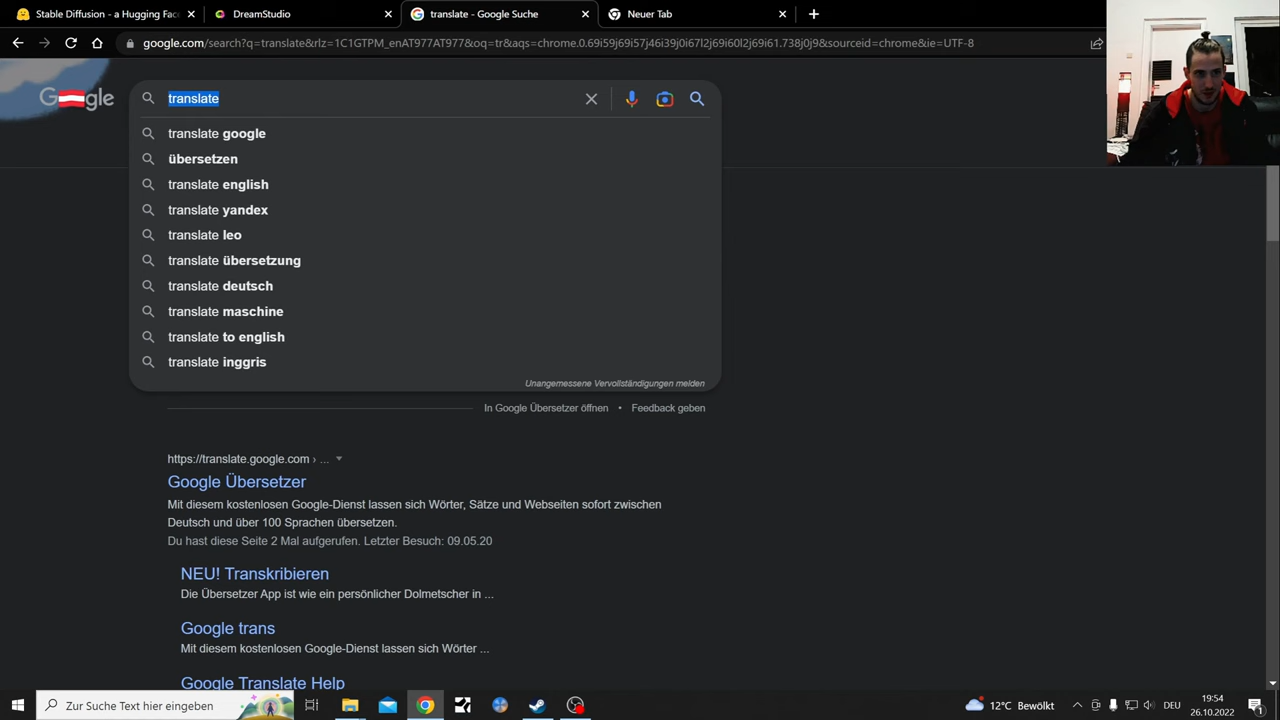 Stable Diffusion - a Hugging Fac
DreamStudio
translate - Google Suche
Neuer Tab
google.com/search?q=translate&rlz=1C1GTPM_enAT977AT977&oq=transl&aqs=chrome.0.69i59j69i57j46i39j0i67l2j69i60l2j69i61.738j0j9&sourceid=chrome&ie=UTF-8
translate
translate google
übersetzen
translate english
translate yandex
translate leo
translate übersetzung
translate deutsch
translate maschine
translate to english
translate inggris
Unangemessene Vervollständigungen melden
In Google Übersetzer öffnen • Feedback geben
https://translate.google.com › ...
Google Übersetzer
Mit diesem kostenlosen Google-Dienst lassen sich Wörter, Sätze und Webseiten sofort zwischen
Deutsch und über 100 Sprachen übersetzen.
Du hast diese Seite 2 Mal aufgerufen. Letzter Besuch: 09.05.20
NEU! Transkribieren
Die Übersetzer App ist wie ein persönlicher Dolmetscher in ...
Google trans
Mit diesem kostenlosen Google-Dienst lassen sich Wörter ...
Google Translate Help
Zur Suche Text hier eingeben
12°C Bewölkt
DEU
19:54
26.10.2022
1